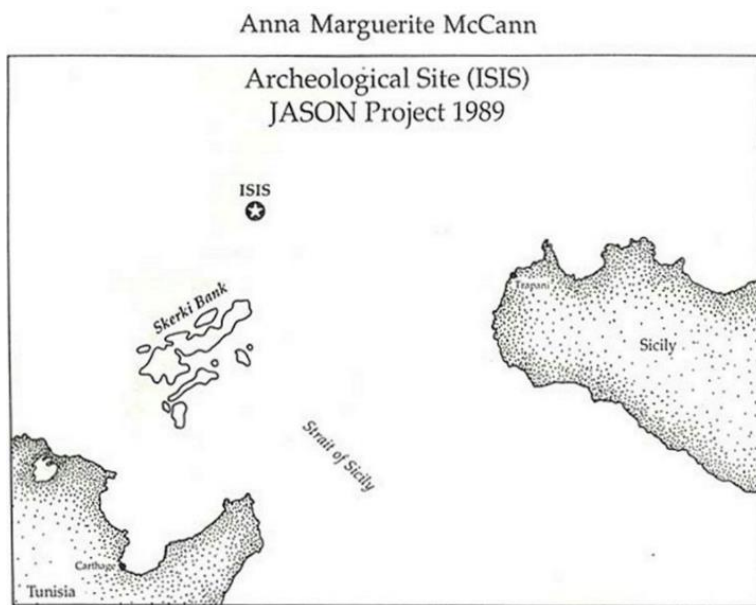 Anna Marguerite McCann
Archeological Site (ISIS)
JASON Project 1989
ISIS
Skerki Bank
Trapani
Sicily
Strait of Sicily
Carthage
Tunisia